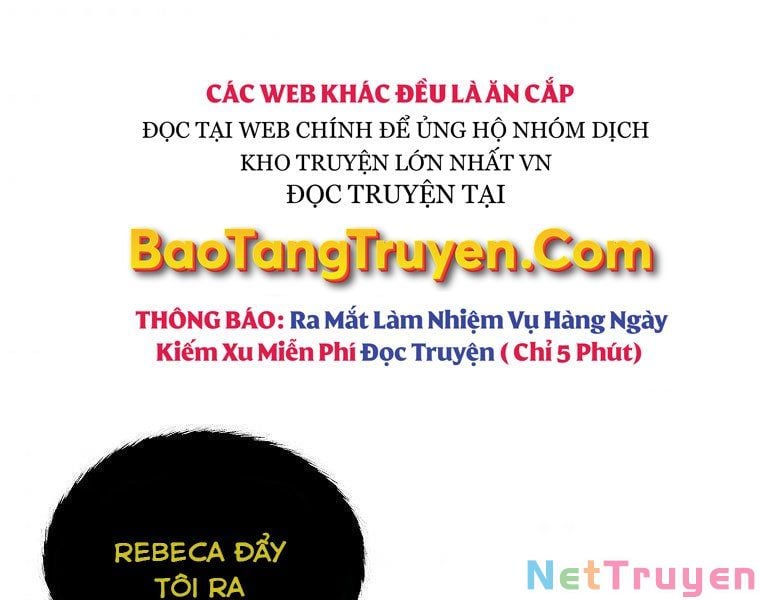 CÁC WEB KHÁC ĐỀU LÀ ĂN CẮP
ĐỌC TẠI WEB CHÍNH ĐỂ ỦNG HỘ NHÓM DỊCH
KHO TRUYỆN LỚN NHẤT VN
ĐỌC TRUYỆN TẠI
BaoTangTruyen.Com
THÔNG BÁO: Ra Mắt Làm Nhiệm Vụ Hàng Ngày
Kiếm Xu Miễn Phí Đọc Truyện ( Chỉ 5 Phút)
REBECA ĐẨY
TÔI RA
NetTruyen